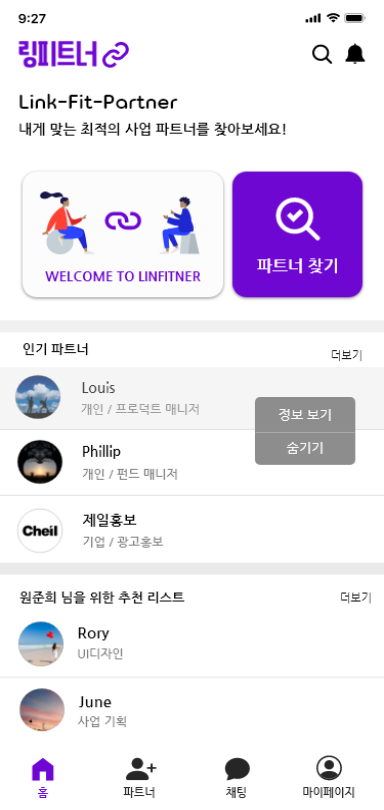 9:27
링피트너
Link-Fit-Partner
내게 맞는 최적의 사업 파트너를 찾아보세요!
WELCOME TO LINFITNER
파트너 찾기
인기 파트너
더보기
Louis
개인 / 프로덕트 매니저
정보 보기
숨기기
Phillip
개인 / 펀드 매니저
Cheil
제일홍보
기업 / 광고홍보
원준희 님을 위한 추천 리스트
더보기
Rory
UI디자인
June
사업 기획
홈
파트너
채팅
마이페이지